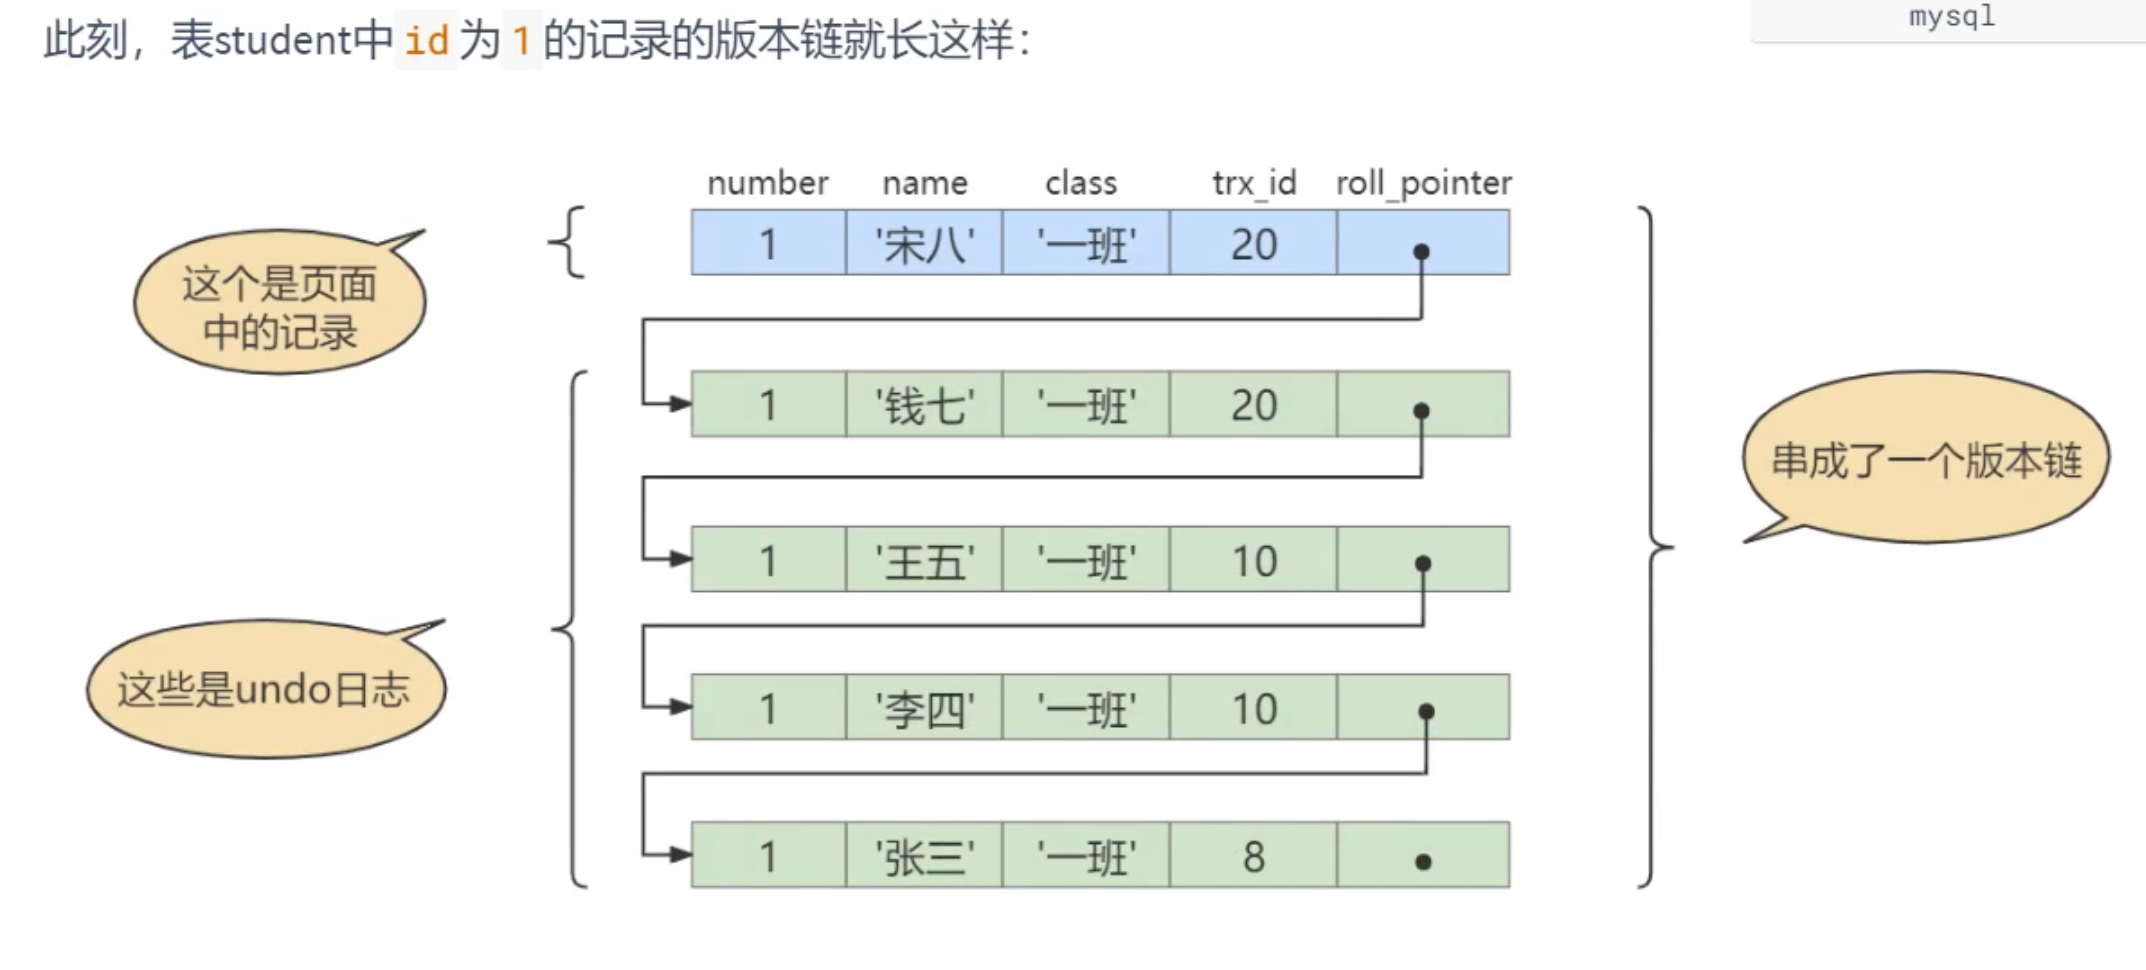 mysql
此刻，表student中 id 为 1 的记录的版本链就长这样：
number name class trx_id roll_pointer
1 '宋八' '一班' 20
这个是页面
中的记录
1 '钱七' '一班' 20
串成了一个版本链
1 '王五' '一班' 10
这些是undo日志
1 '李四' '一班' 10
1 '张三' '一班' 8